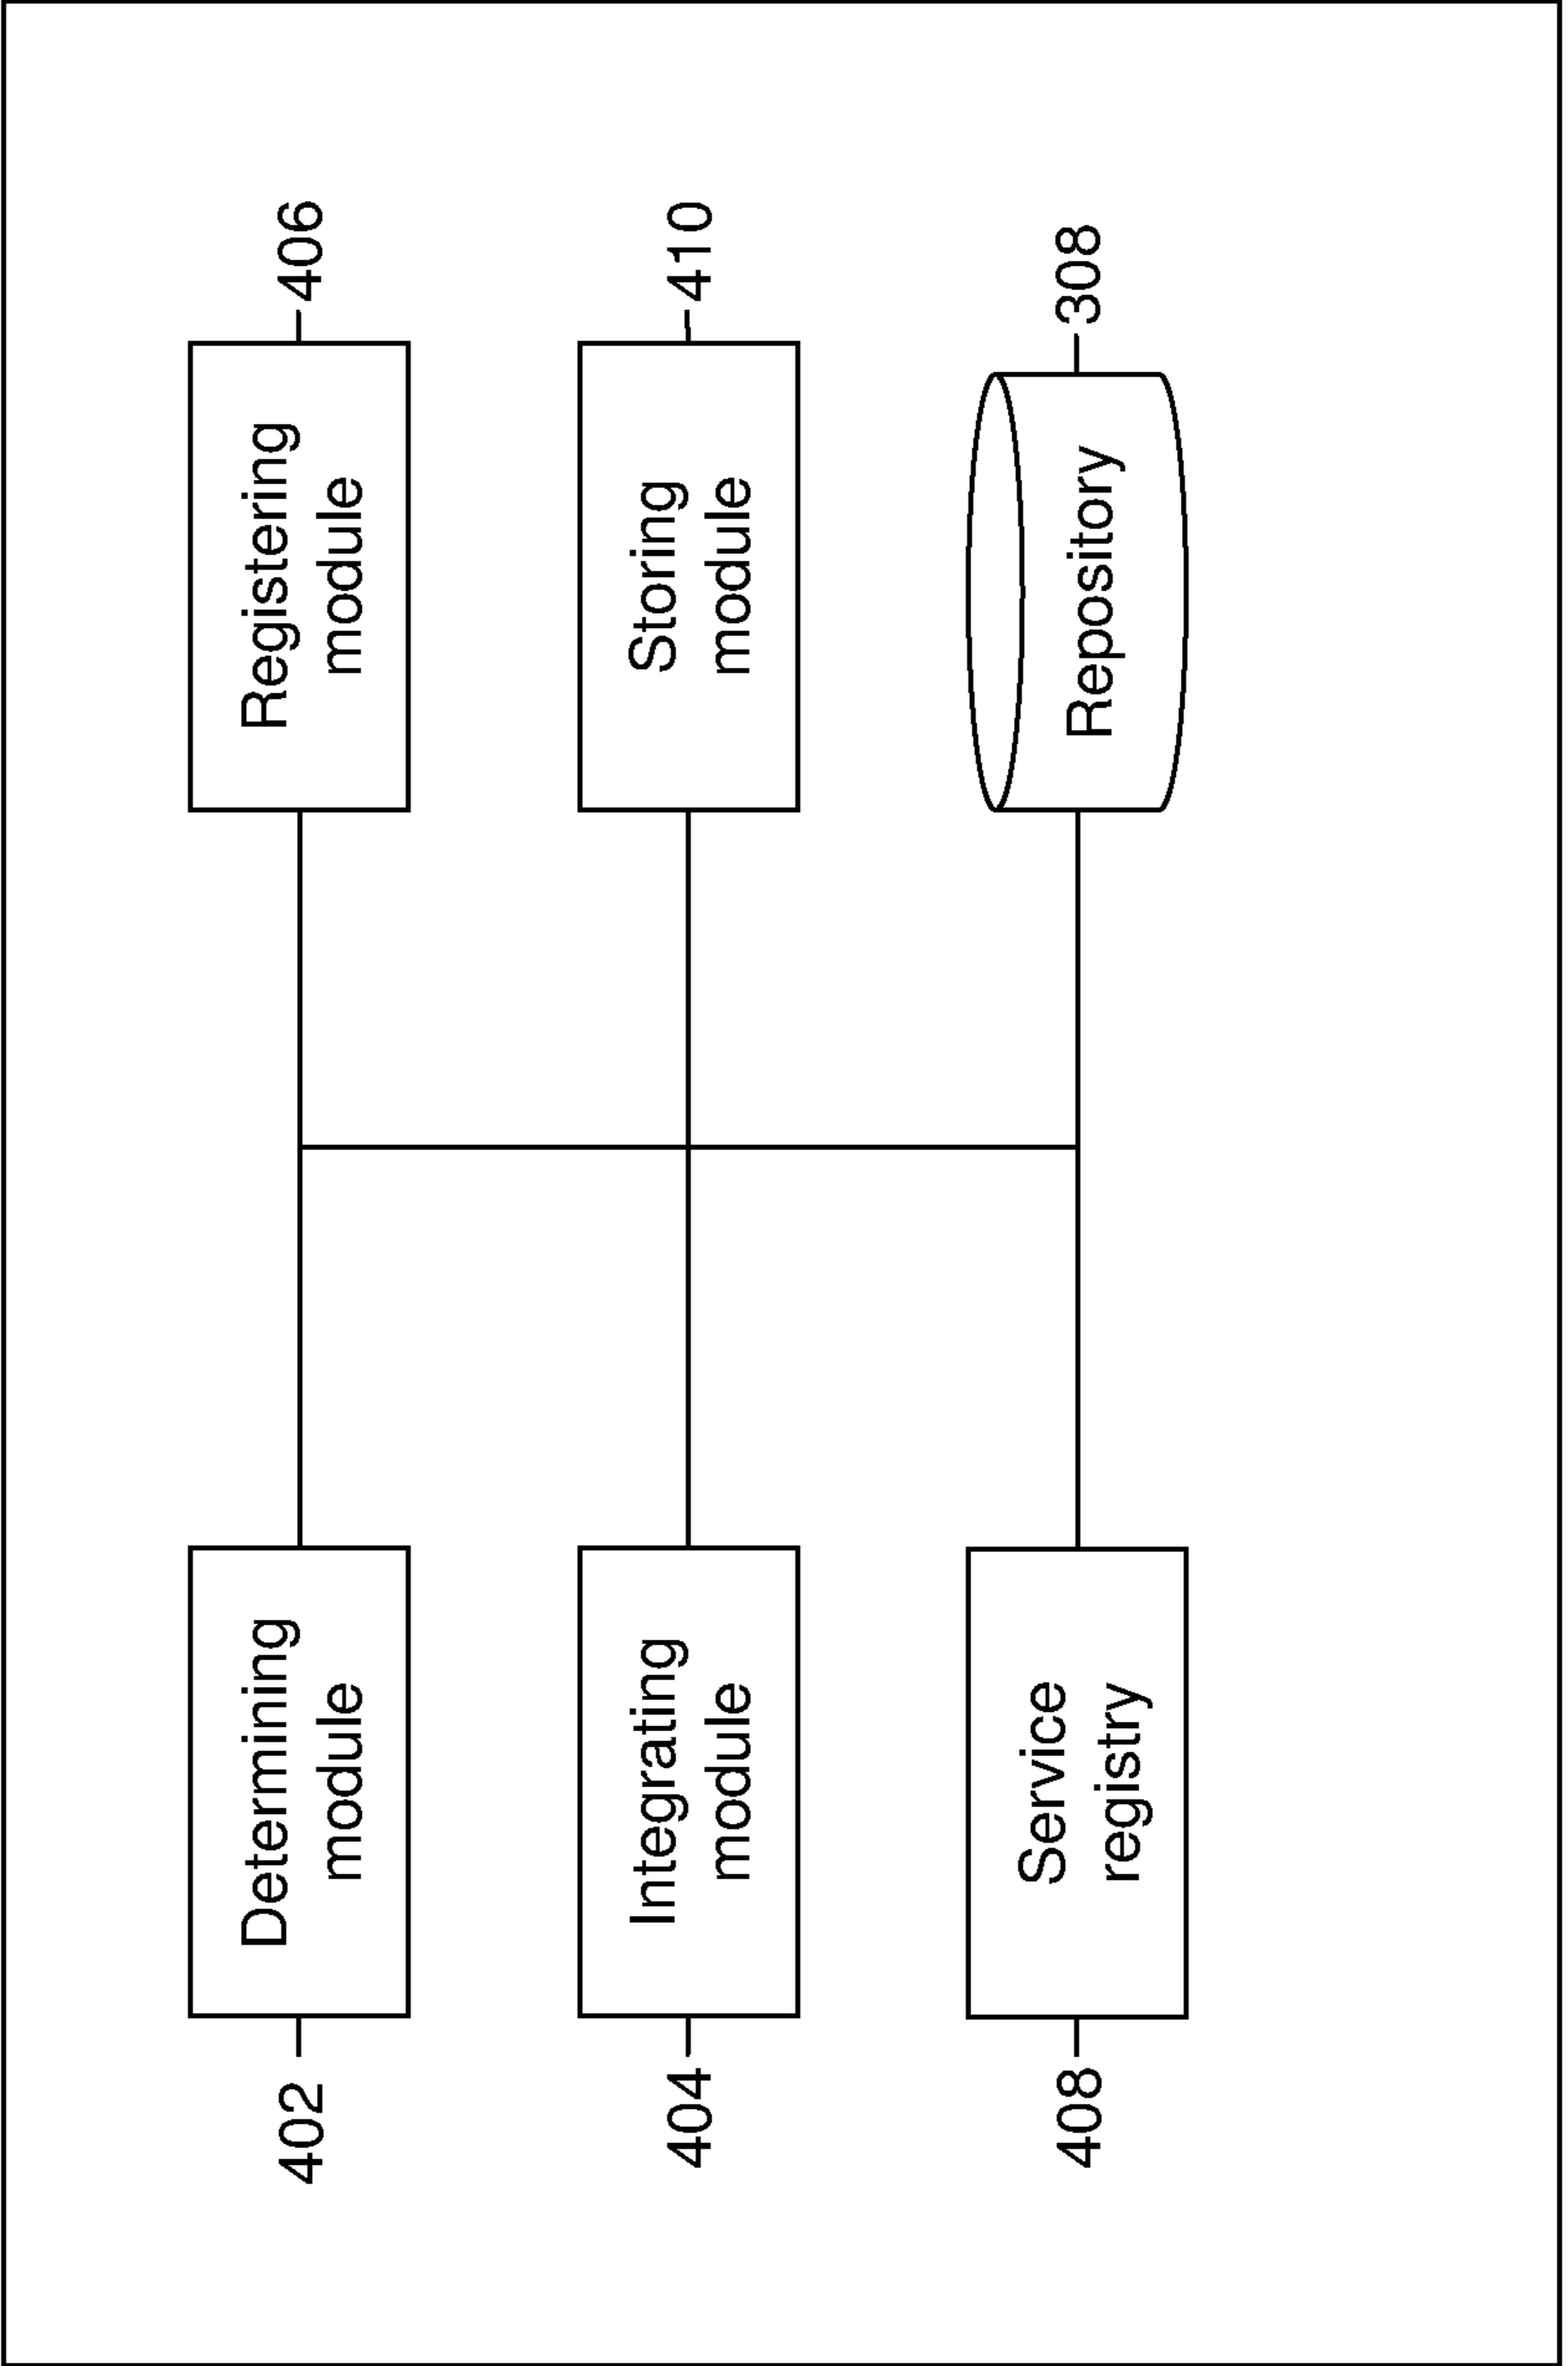 402
Determining
module
Registering
module
406
404
Integrating
module
Storing
module
410
408
Service
registry
Repository
308